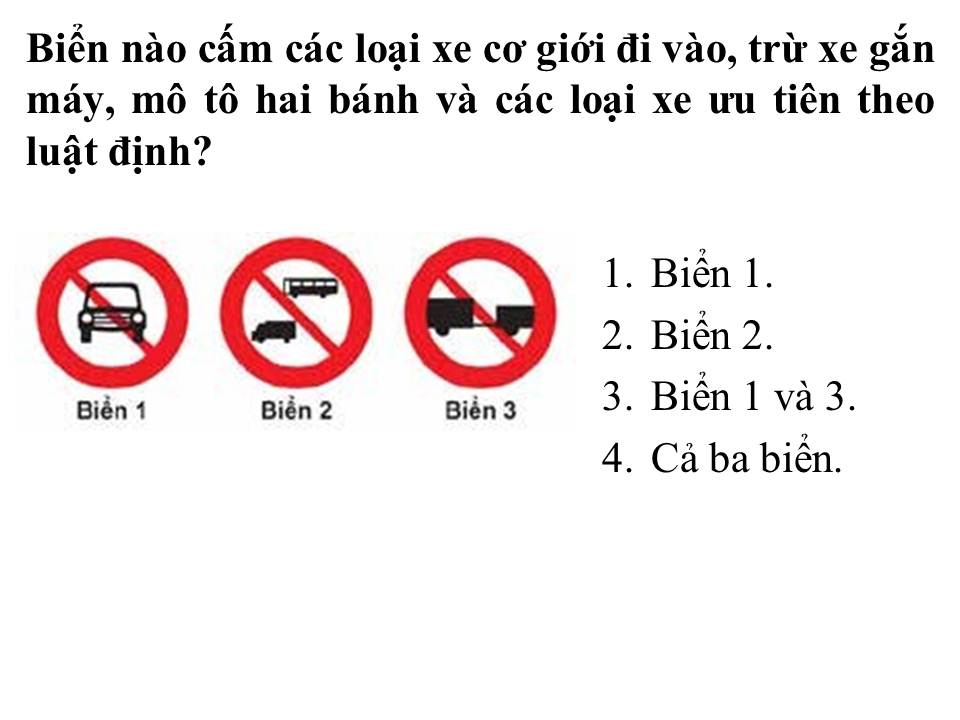 Biển nào cấm các loại xe cơ giới đi vào, trừ xe gắn
máy, mô tô hai bánh và các loại xe ưu tiên theo
luật định?
Biển 1
Biển 2
Biển 3
1. Biển 1.
2. Biển 2.
3. Biển 1 và 3.
4. Cả ba biển.